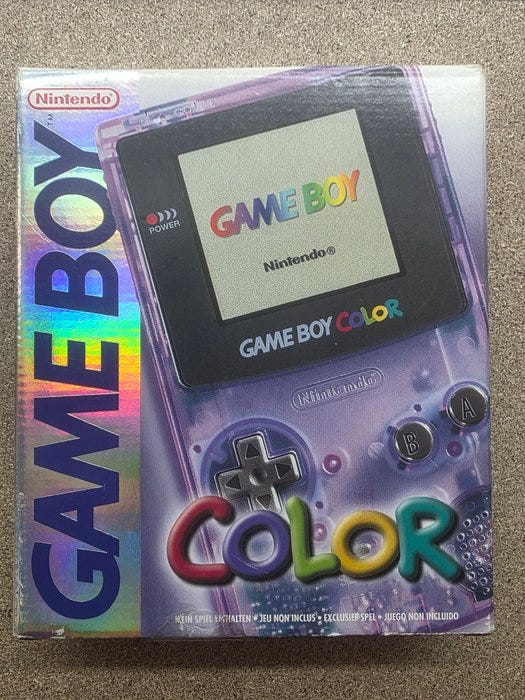 Nintendo®
GAME BOY™
POWER
GAME BOY
Nintendo®
GAME BOY COLOR
Nintendo
A
B
COLOR
KEIN SPIEL ENTHALTEN • JEU NON INCLUS • EXCLUSIEF SPEL • JUEGO NON INCLUIDO